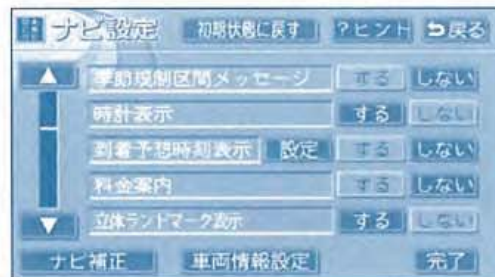 ナビ設定 初期状態に戻す ?ヒント 戻る
季節規制区間メッセージ する しない
時計表示 する しない
到着予想時刻表示 設定 する しない
料金案内 する しない
立体ランドマーク表示 する しない
ナビ補正 車両情報設定 完了